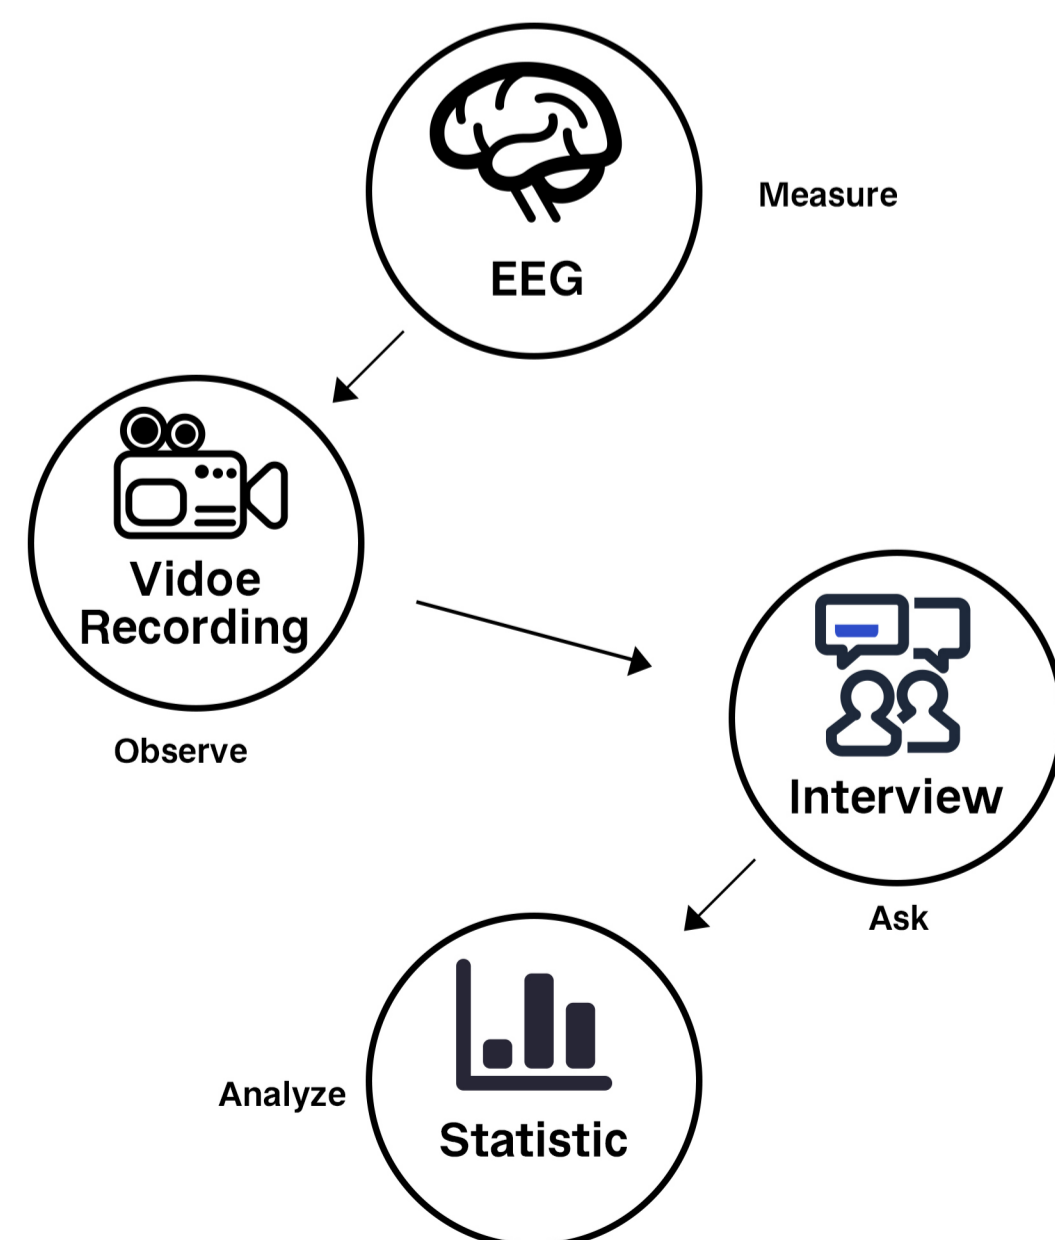 EEG
Measure
Vidoe
Recording
Observe
Interview
Ask
Statistic
Analyze